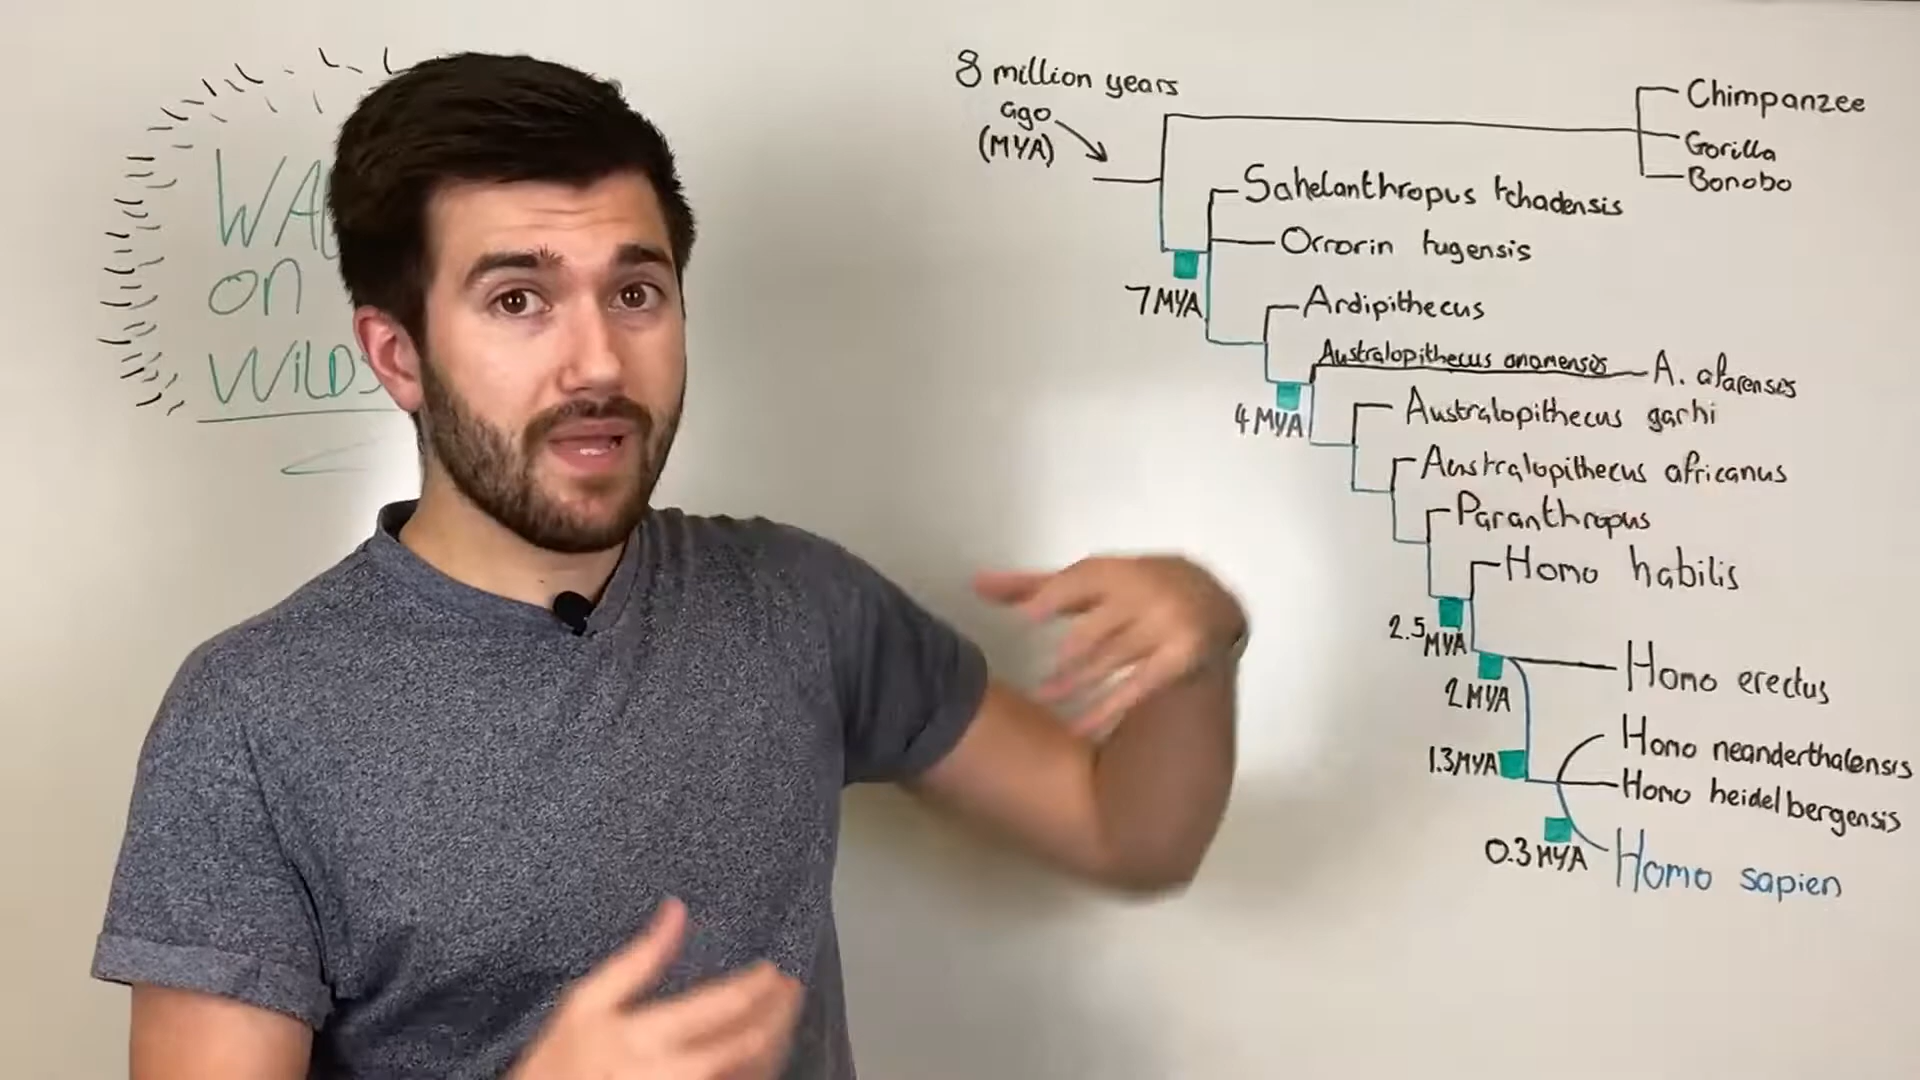 on
WILDS
8 million years
ago
(MYA)
Chimpanzee
Gorilla
Bonobo
Sahelanthropus tchadensis
Orrorin tugensis
7 MYA
Ardipithecus
Australopithecus anamensis
A. afarensis
4 MYA
Australopithecus garhi
Australopithecus africanus
Paranthropus
Homo habilis
2.5 MYA
Homo erectus
2 MYA
Homo neanderthalensis
1.3 MYA
Homo heidelbergensis
0.3 MYA
Homo sapien